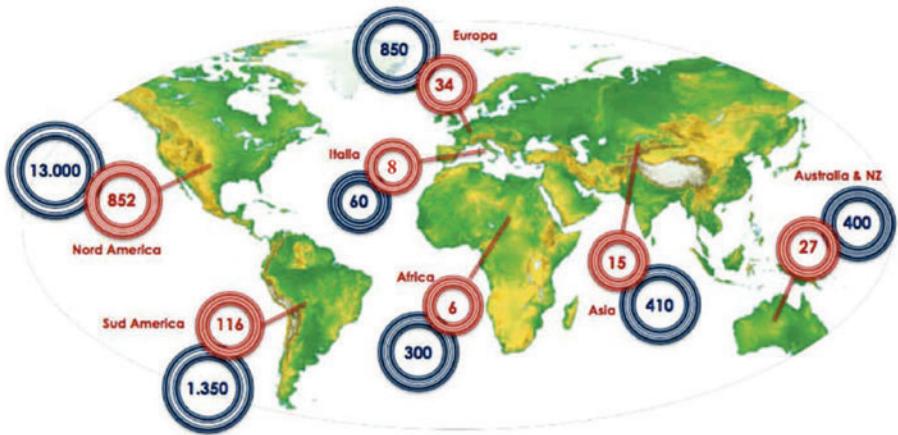 850
Europa
34
13.000
852
Nord America
Italia
8
60
Australia & NZ
400
27
15
Asia
410
Africa
6
300
Sud America
116
1.350